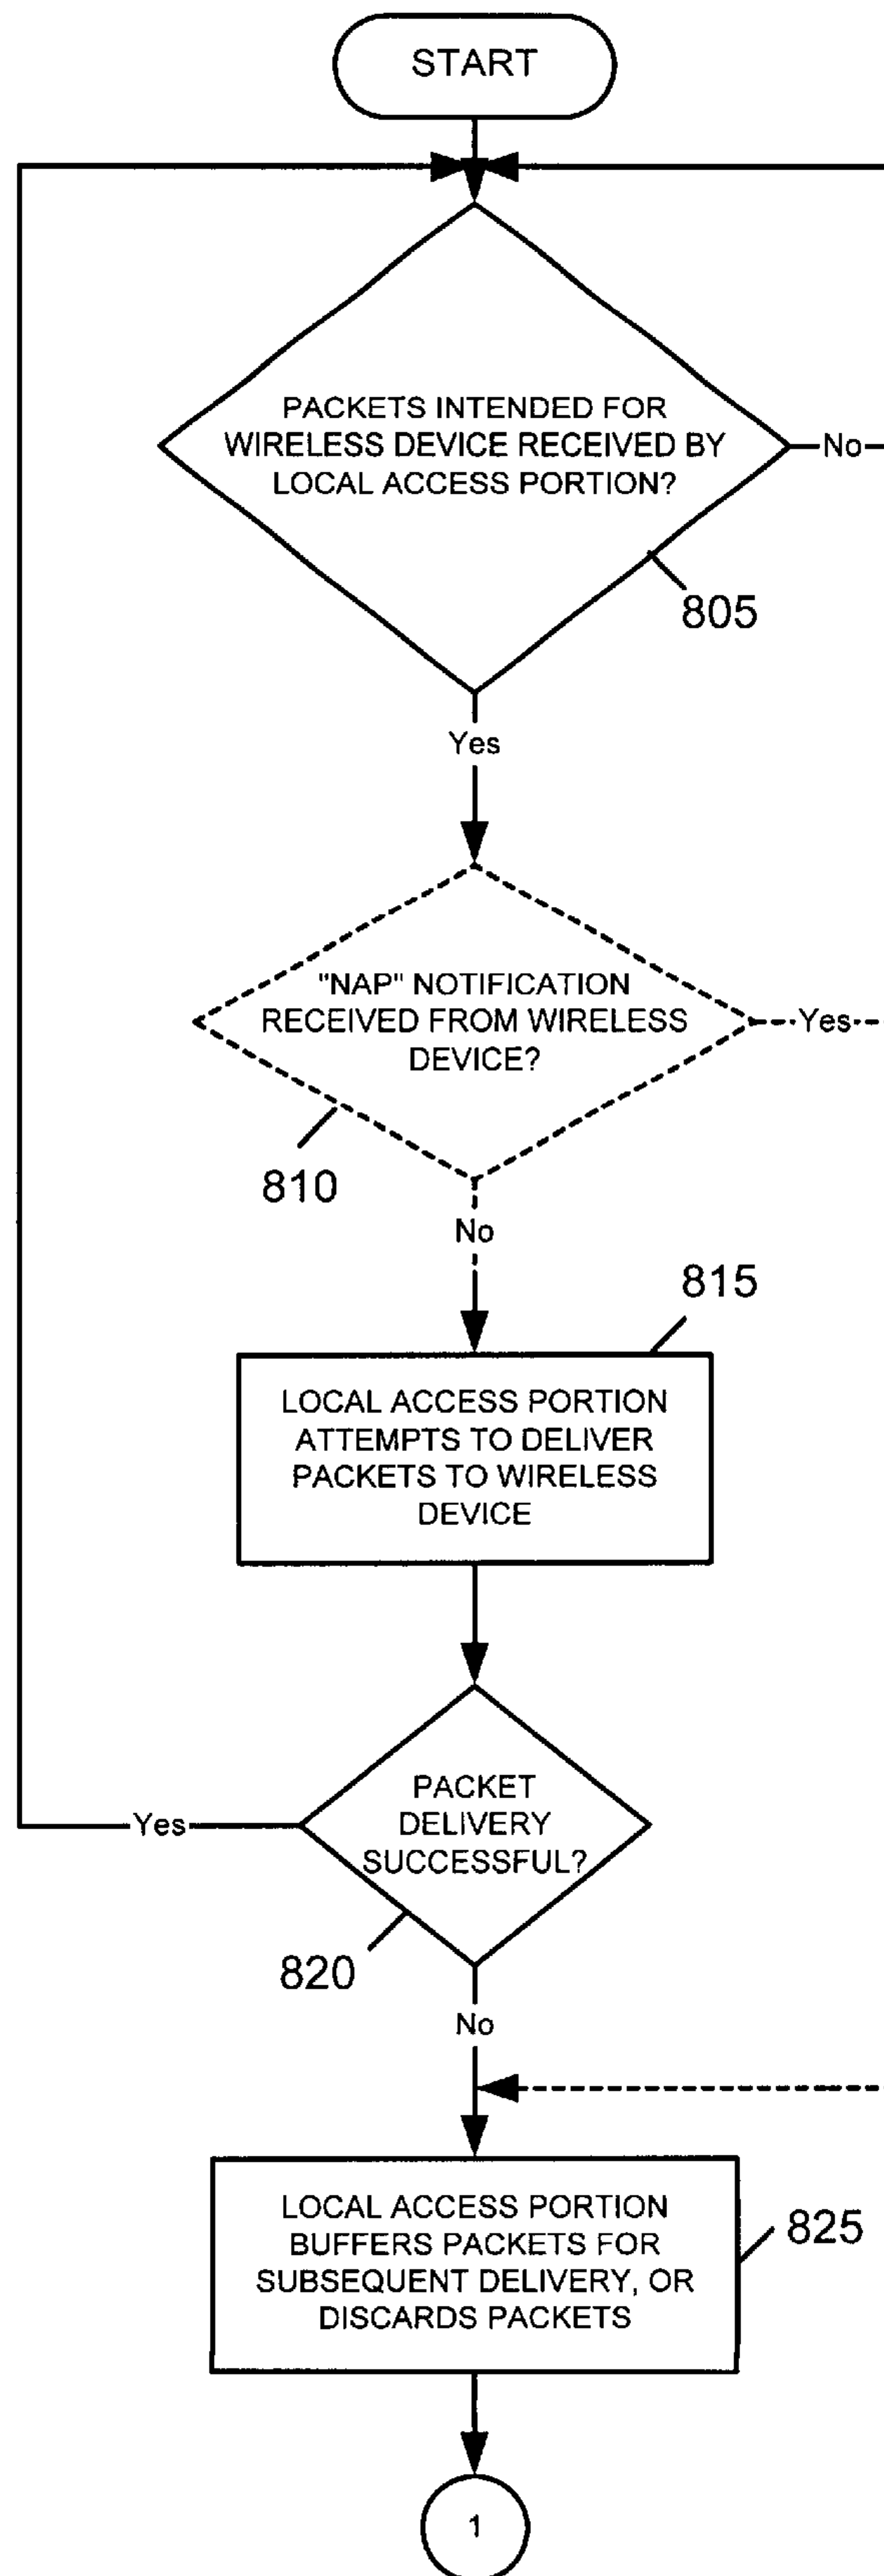 START
PACKETS INTENDED FOR
WIRELESS DEVICE RECEIVED BY
LOCAL ACCESS PORTION?
No
805
Yes
"NAP" NOTIFICATION
RECEIVED FROM WIRELESS
DEVICE?
Yes
810
No
815
LOCAL ACCESS PORTION
ATTEMPTS TO DELIVER
PACKETS TO WIRELESS
DEVICE
PACKET
DELIVERY
SUCCESSFUL?
Yes
820
No
LOCAL ACCESS PORTION
BUFFERS PACKETS FOR
SUBSEQUENT DELIVERY, OR
DISCARDS PACKETS
825
1